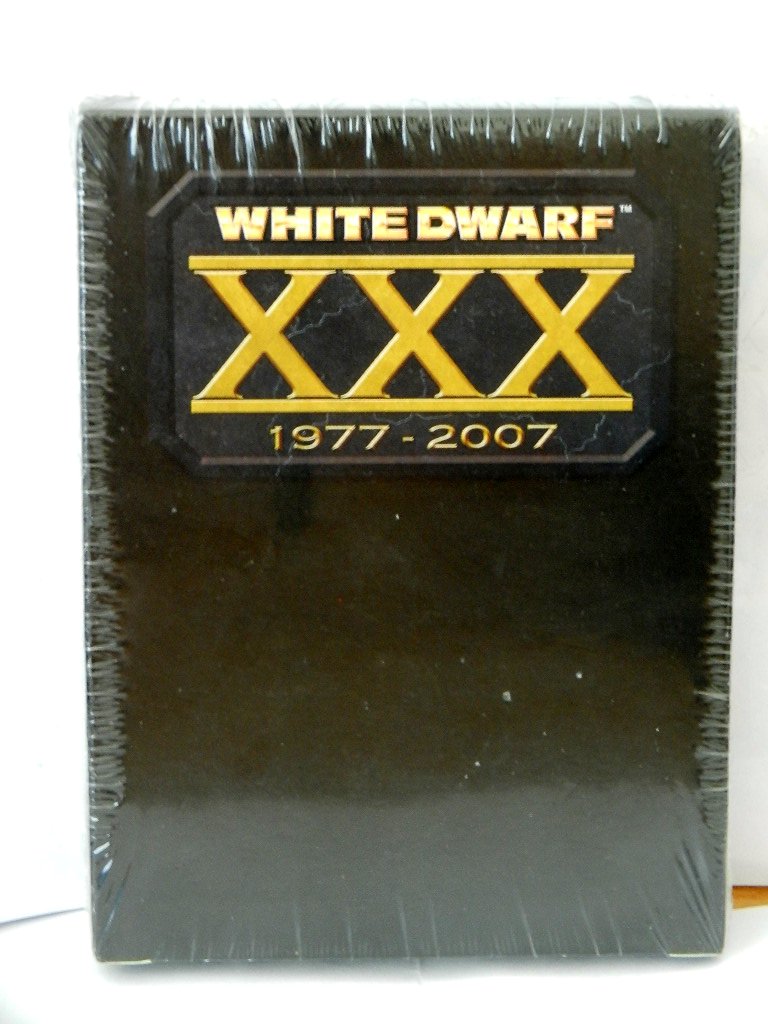 WHITE DWARF™
XXX
1977 - 2007